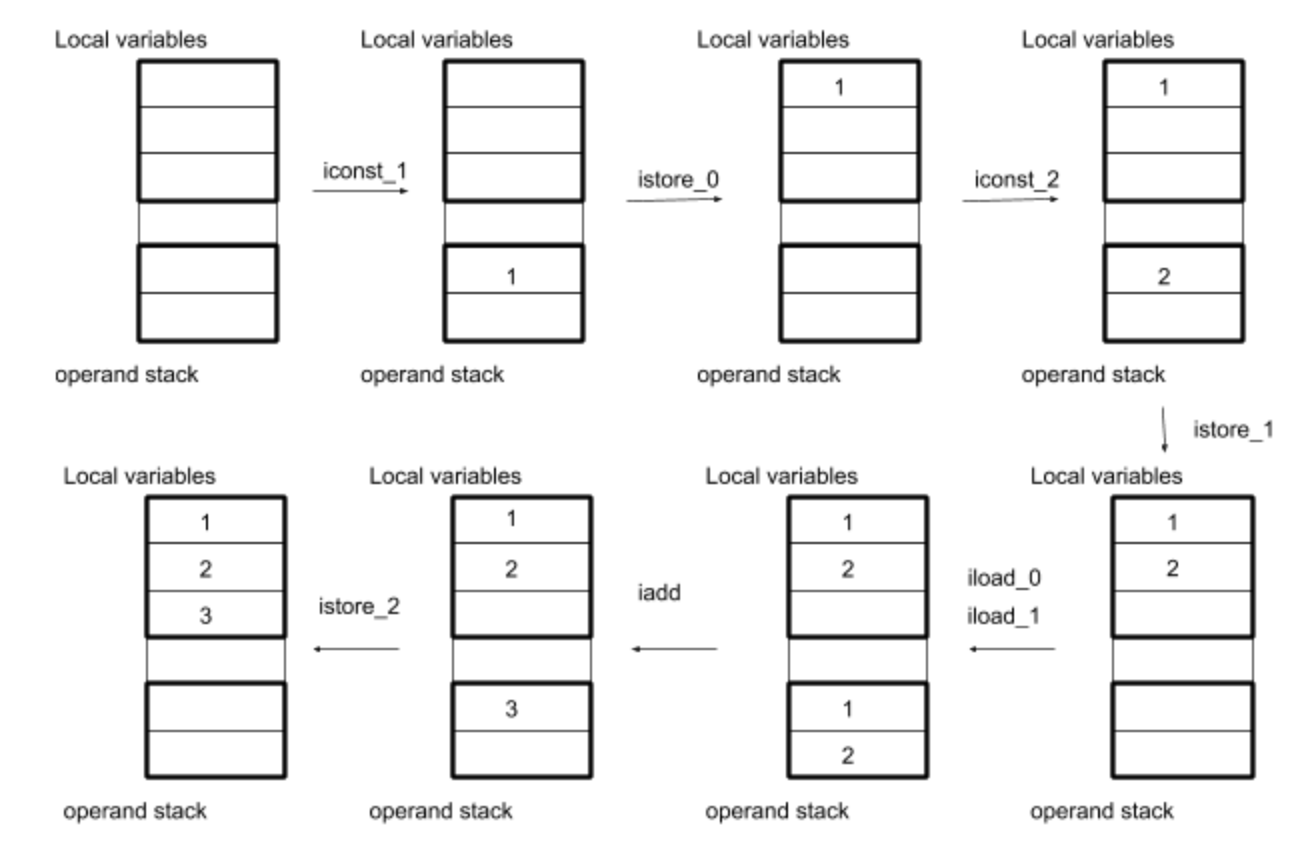 Local variables
Local variables
Local variables
Local variables
1
1
iconst_1
istore_0
iconst_2
1
2
operand stack
operand stack
operand stack
operand stack
istore_1
Local variables
Local variables
Local variables
Local variables
1
1
1
1
2
2
2
2
3
istore_2
iadd
iload_0
iload_1
3
1
2
operand stack
operand stack
operand stack
operand stack